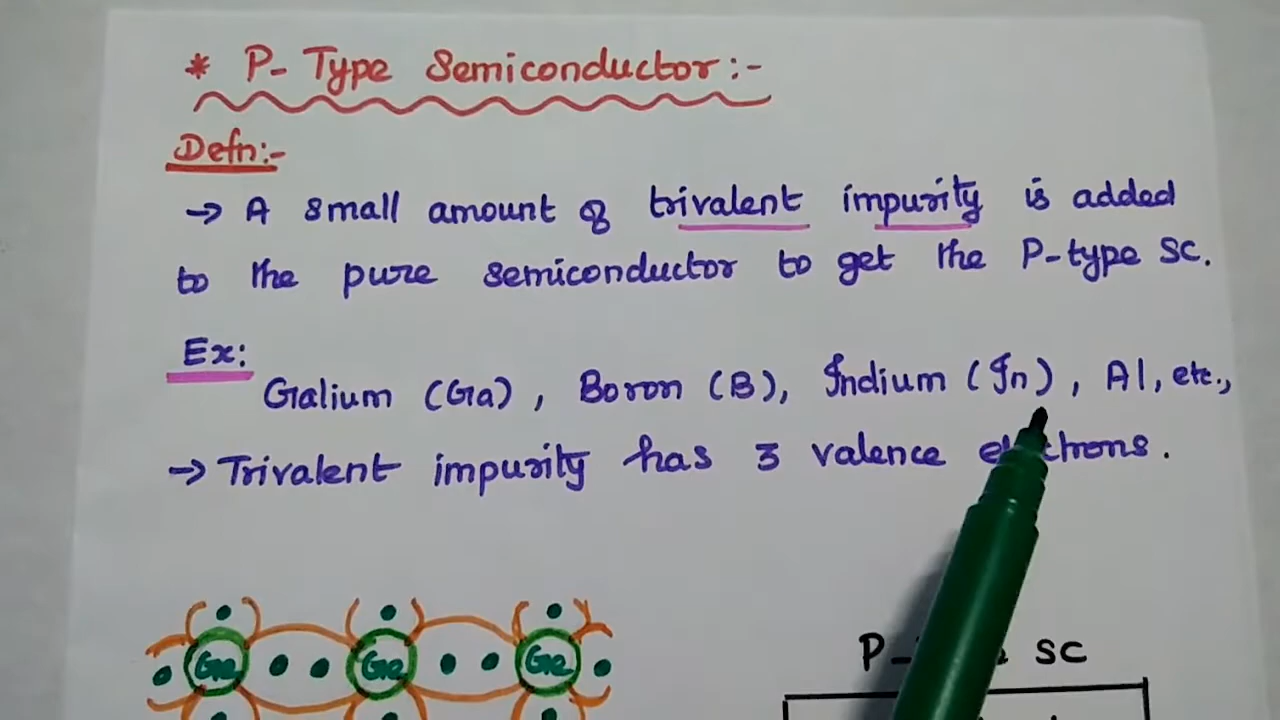 * P- Type Semiconductor:-
Defn:-
→ A small amount of trivalent impurity is added
to the pure semiconductor to get the P-type SC.
Ex:
Galium (Ga), Boron (B), Indium (In), Al, etc.,
→ Trivalent impurity has 3 valence electrons.
Ge Ge Ge
SC